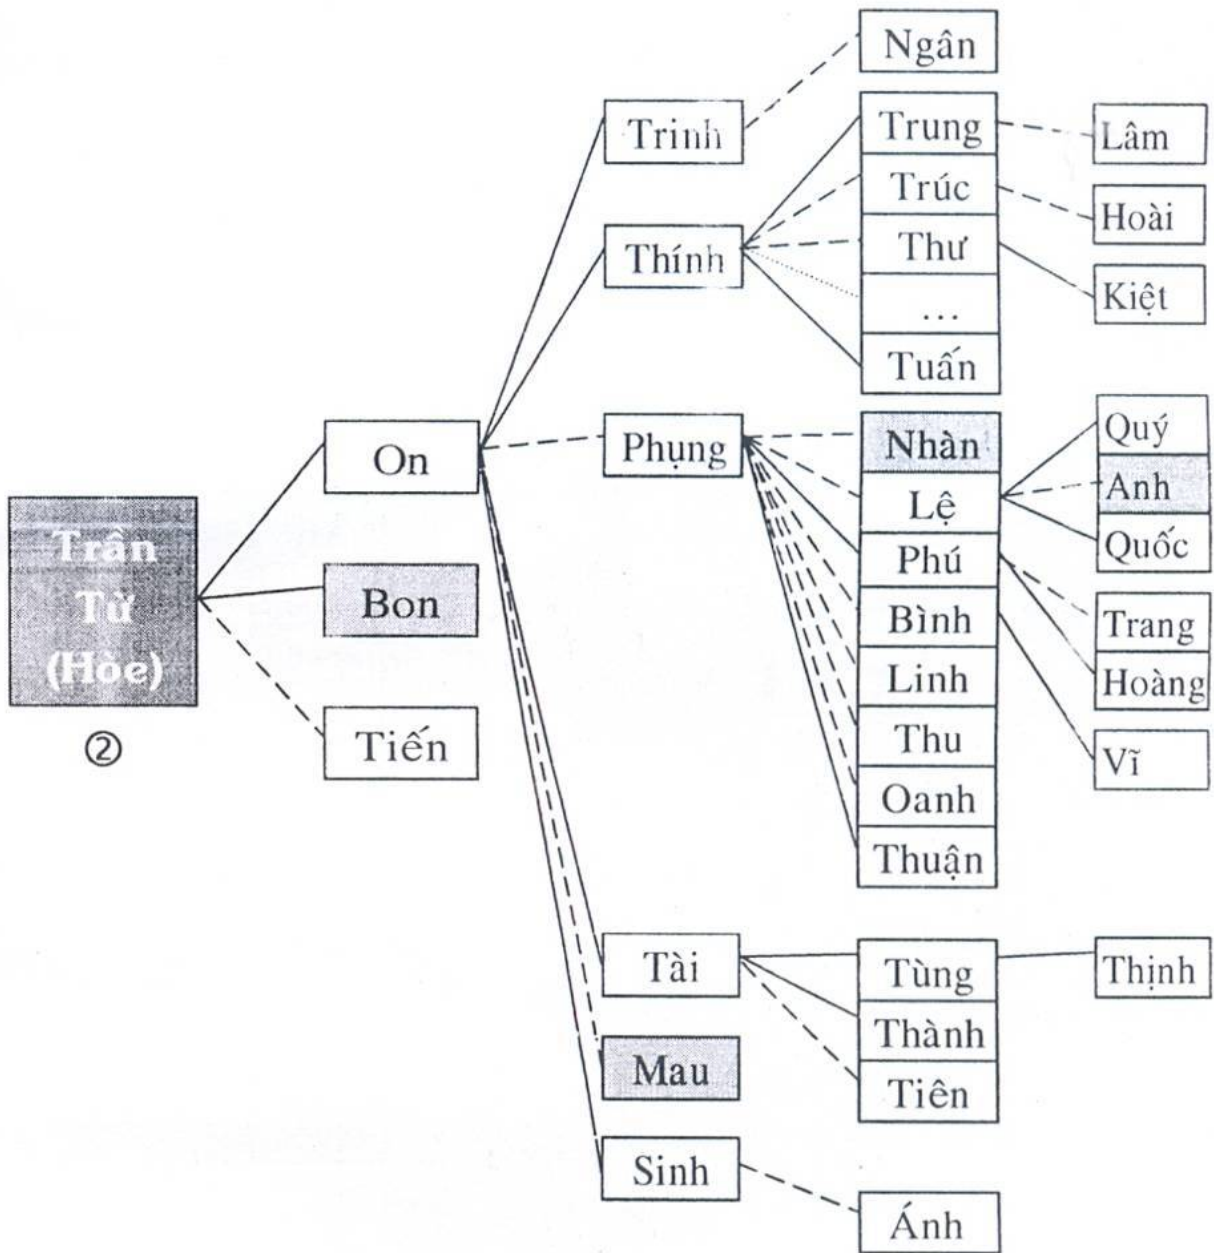 Ngân
Trinh
Trung
Lâm
Trúc
Hoài
Thính
Thư
Kiệt
...
Tuấn
On
Phụng
Nhàn
Quý
Lệ
Anh
Quốc
Phú
Trần
Từ
(Hòe)
②
Bon
Bình
Trang
Linh
Hoàng
Tiến
Thu
Vĩ
Oanh
Thuận
Tài
Tùng
Thịnh
Thành
Mau
Tiên
Sinh
Ánh